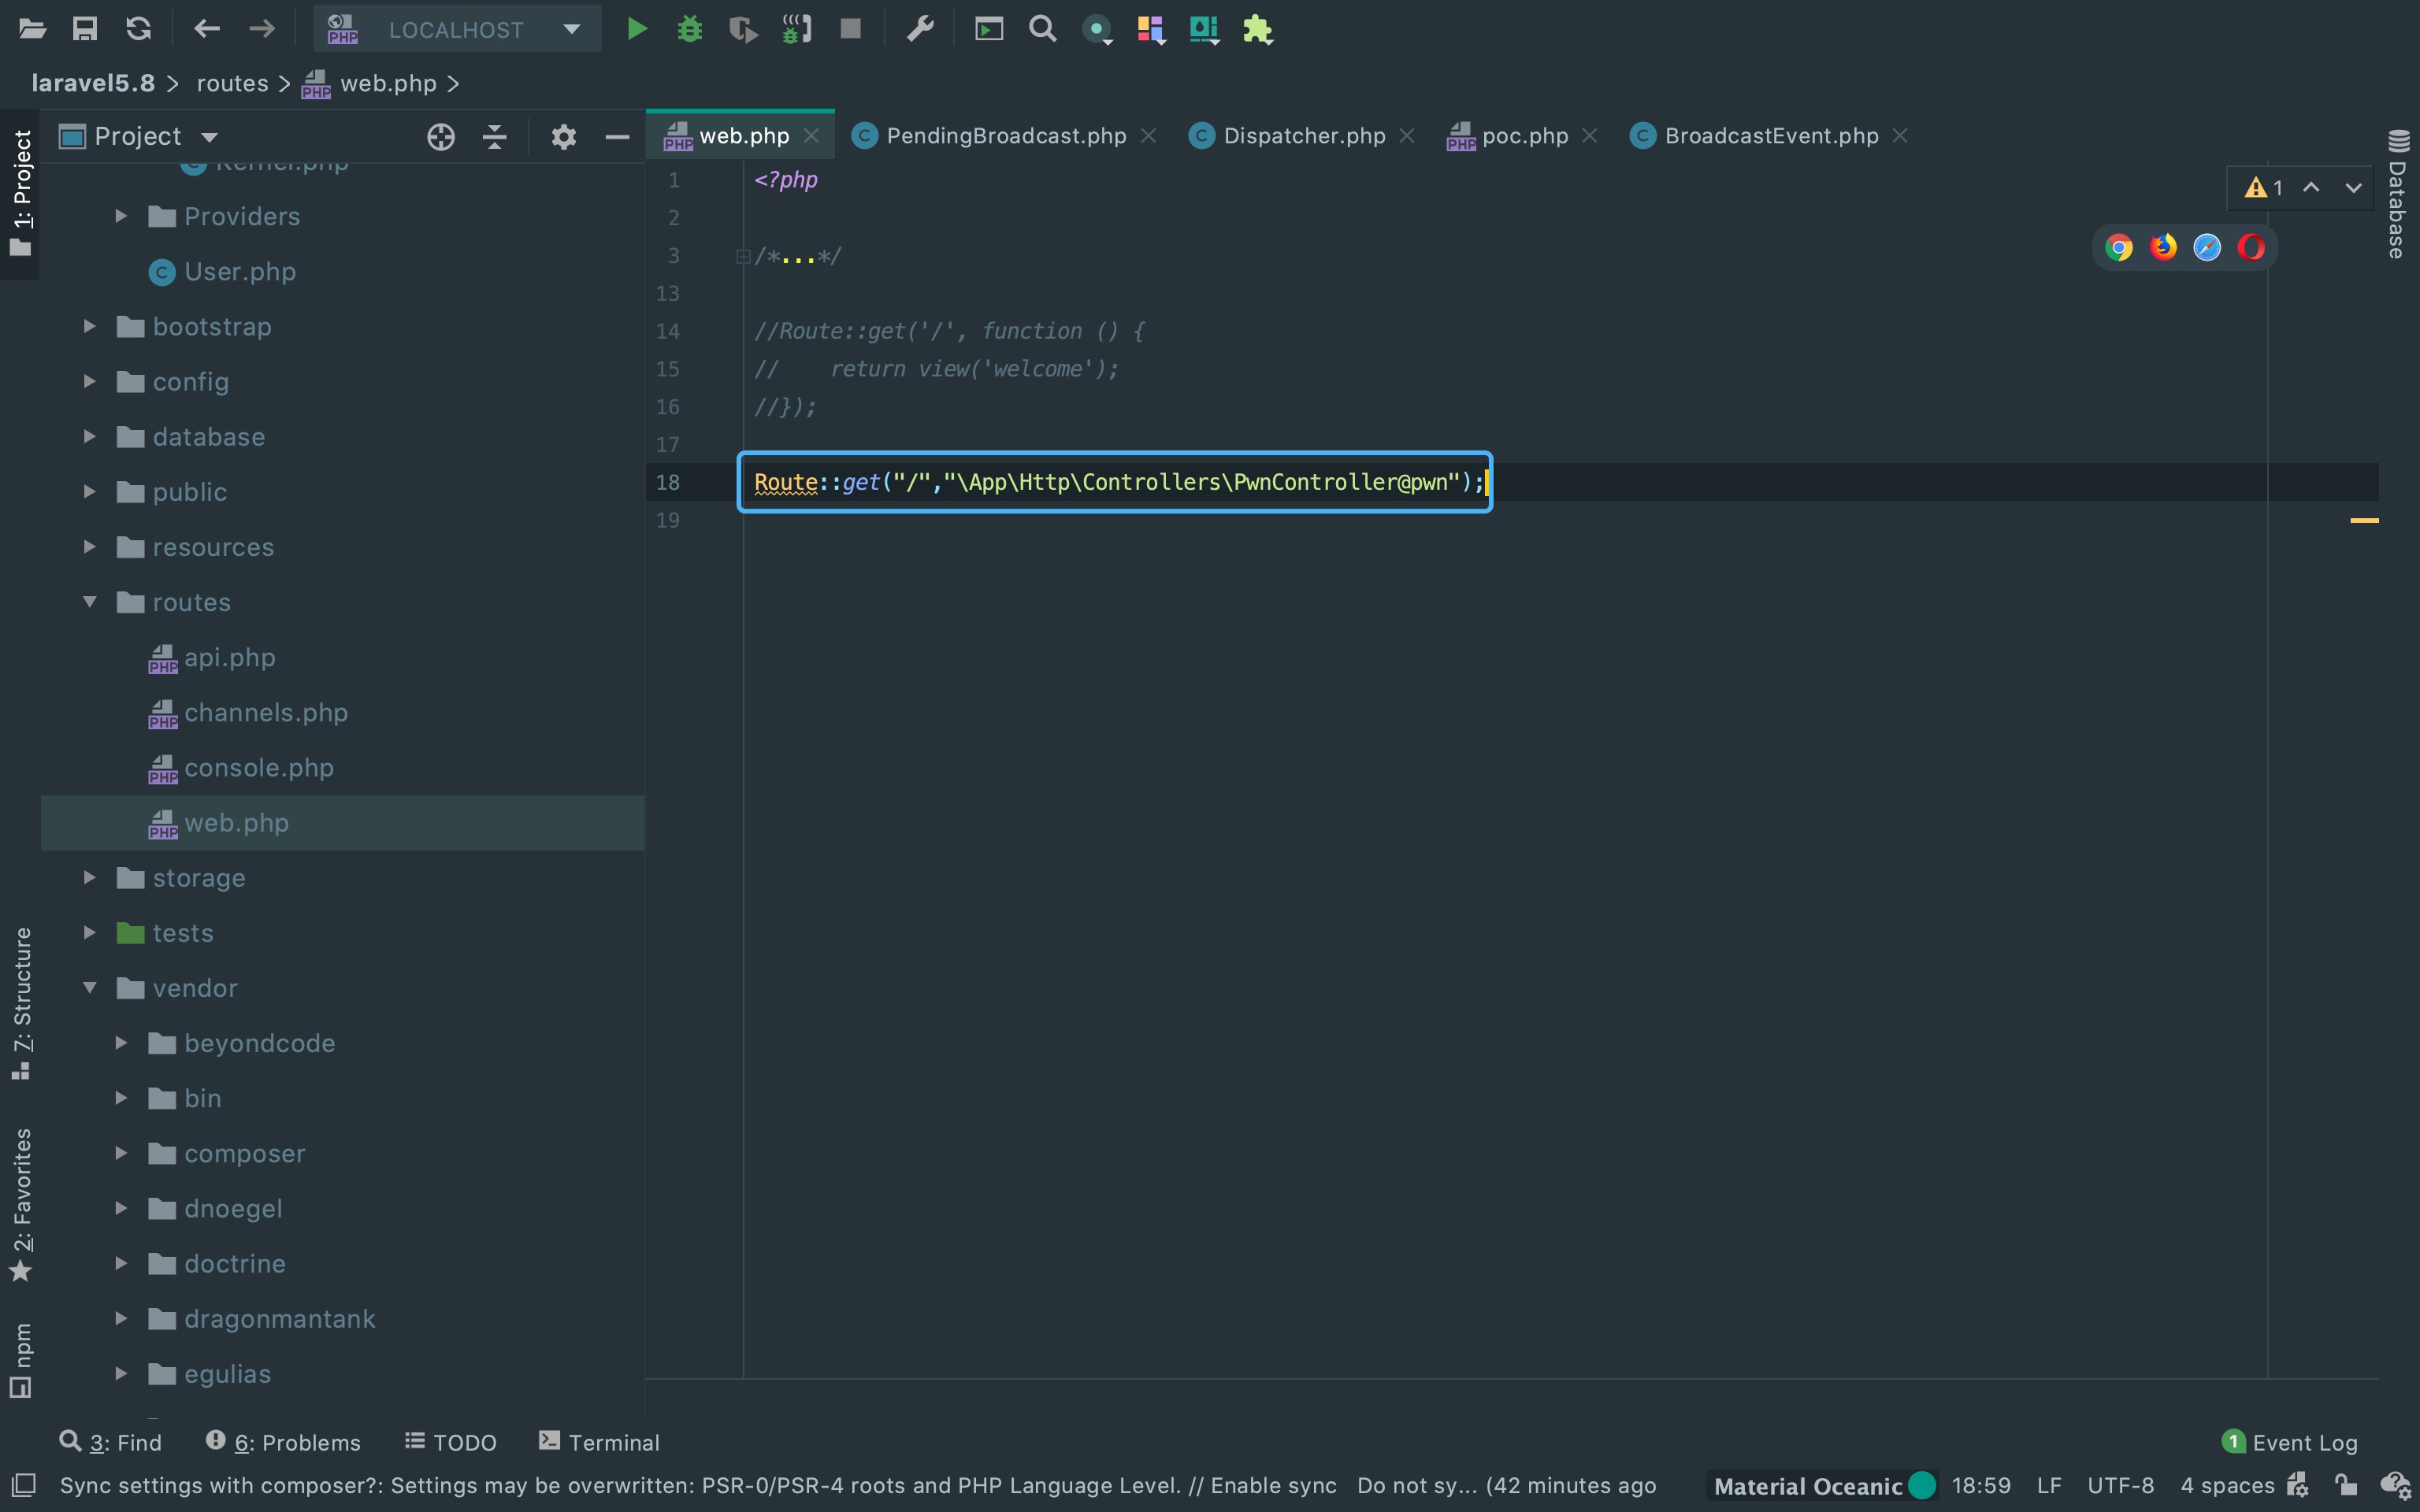 LOCALHOST
laravel5.8 > routes > web.php >
1: Project
Project
Kernel.php
Providers
User.php
bootstrap
config
database
public
resources
routes
api.php
channels.php
console.php
web.php
storage
tests
vendor
beyondcode
bin
composer
dnoegel
doctrine
dragonmantank
egulias
7: Structure
2: Favorites
npm
web.php PendingBroadcast.php Dispatcher.php poc.php BroadcastEvent.php
1 <?php
2
3 /*...*/
13
14 //Route::get('/', function () {
15 //    return view('welcome');
16 //});
17
18 Route::get("/","\App\Http\Controllers\PwnController@pwn");
19
1
Database
3: Find 6: Problems TODO Terminal 1 Event Log
Sync settings with composer?: Settings may be overwritten: PSR-0/PSR-4 roots and PHP Language Level. // Enable sync Do not sy... (42 minutes ago Material Oceanic 18:59 LF UTF-8 4 spaces